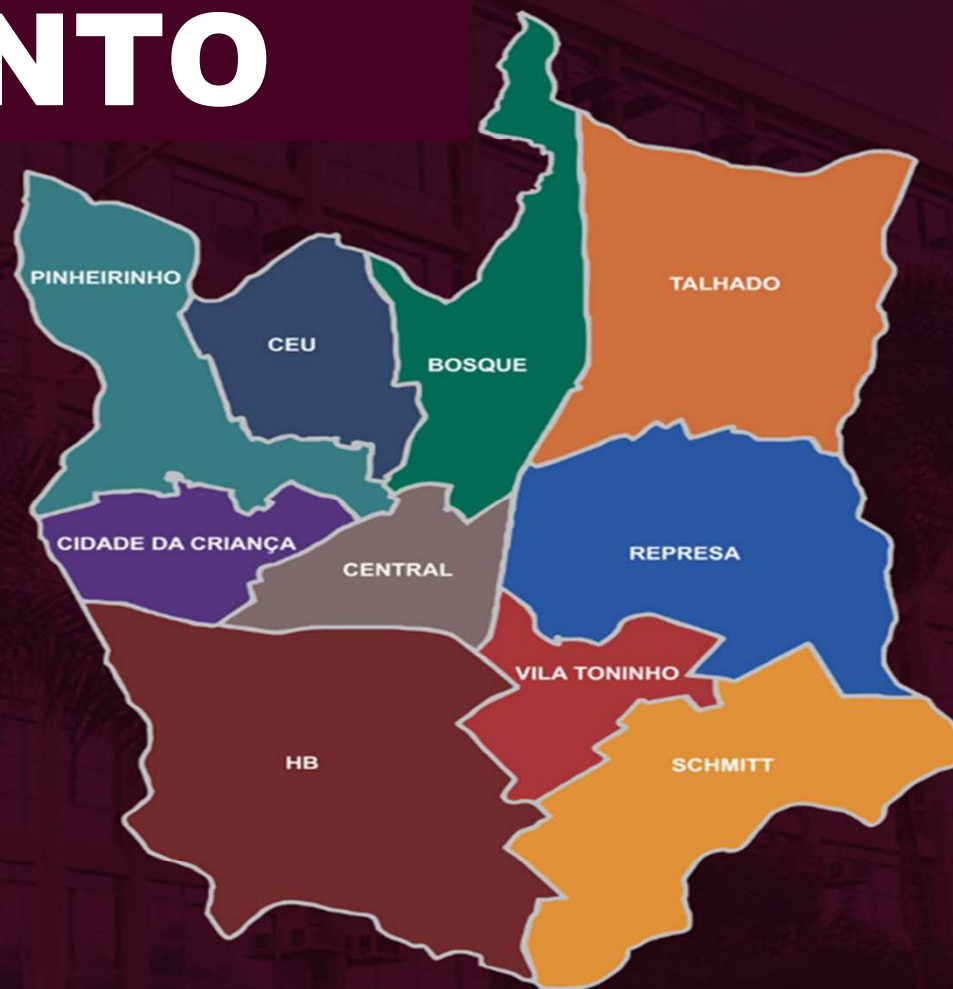 NTO
PINHEIRINHO
TALHADO
CEU
BOSQUE
CIDADE DA CRIANÇA
REPRESA
CENTRAL
VILA TONINHO
HB
SCHMITT